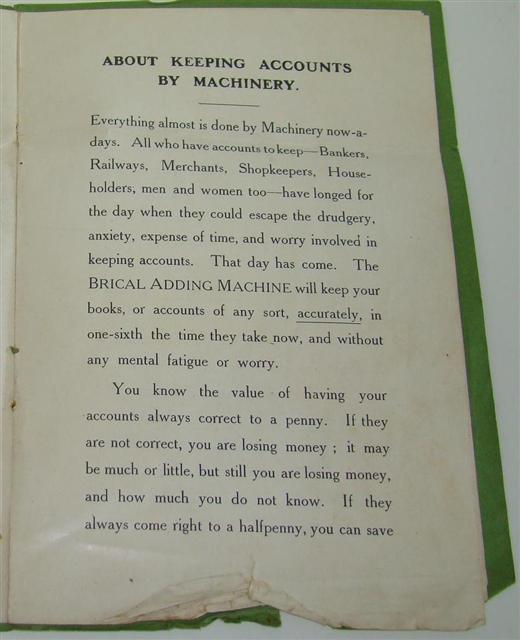 ABOUT KEEPING ACCOUNTS
BY MACHINERY.
Everything almost is done by Machinery now-a-
days. All who have accounts to keep—Bankers,
Railways, Merchants, Shopkeepers, House-
holders, men and women too—have longed for
the day when they could escape the drudgery,
anxiety, expense of time, and worry involved in
keeping accounts. That day has come. The
BRICAL ADDING MACHINE will keep your
books, or accounts of any sort, accurately, in
one-sixth the time they take now, and without
any mental fatigue or worry.
You know the value of having your
accounts always correct to a penny. If they
are not correct, you are losing money ; it may
be much or little, but still you are losing money,
and how much you do not know. If they
always come right to a halfpenny, you can save